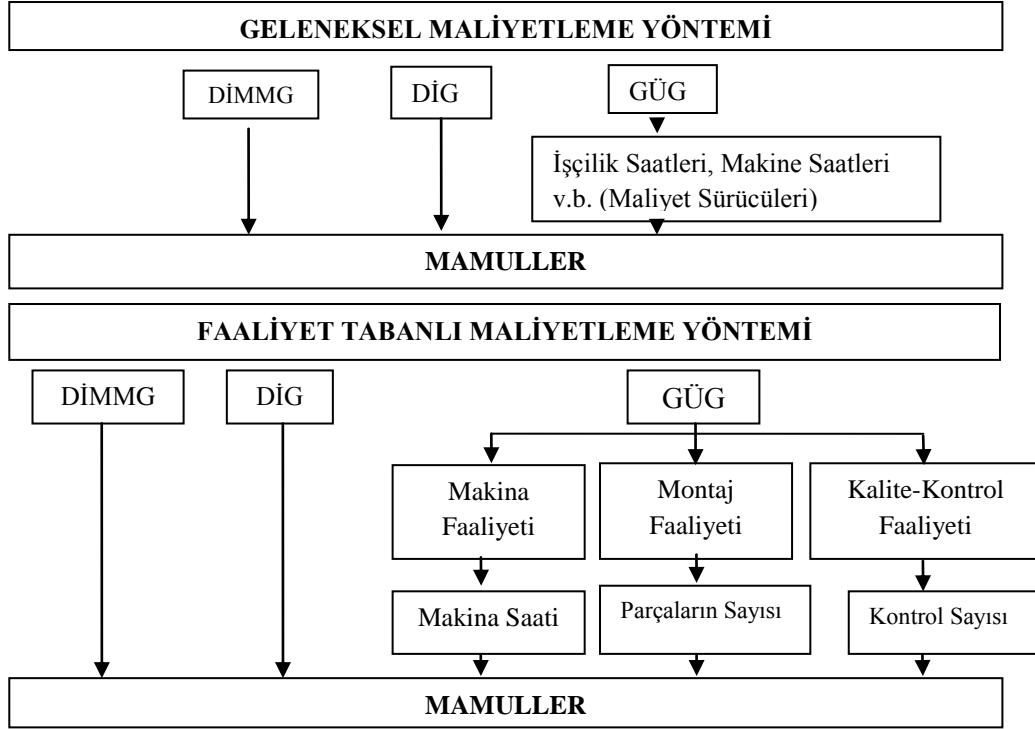 GELENEKSEL MALİYETLEME YÖNTEMİ
DİMMG
DİG
GÜG
İşçilik Saatleri, Makine Saatleri
v.b. (Maliyet Sürücüleri)
MAMULLER
FAALİYET TABANLI MALİYETLEME YÖNTEMİ
DİMMG
DİG
GÜG
Makina
Faaliyeti
Montaj
Faaliyeti
Kalite-Kontrol
Faaliyeti
Makina Saati
Parçaların Sayısı
Kontrol Sayısı
MAMULLER